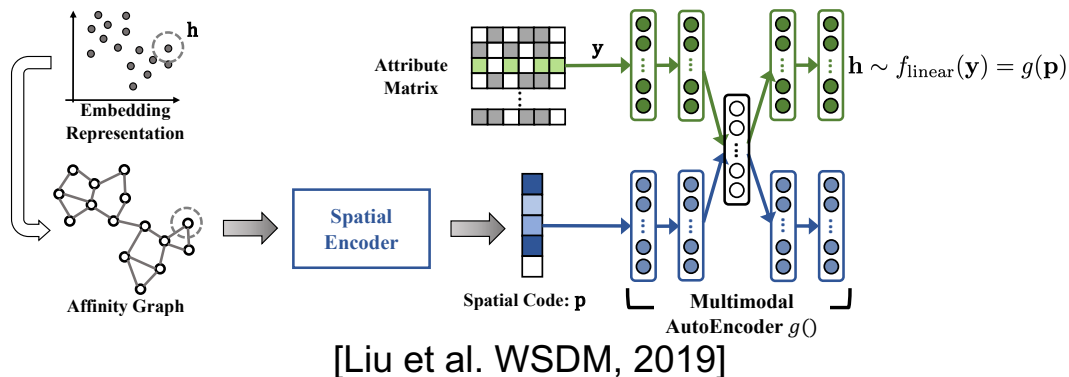 h
Embedding
Representation
Attribute
Matrix
y
h ∼ f_linear(y) = g(p)
Affinity Graph
Spatial
Encoder
Spatial Code: p
Multimodal
AutoEncoder g()
[Liu et al. WSDM, 2019]